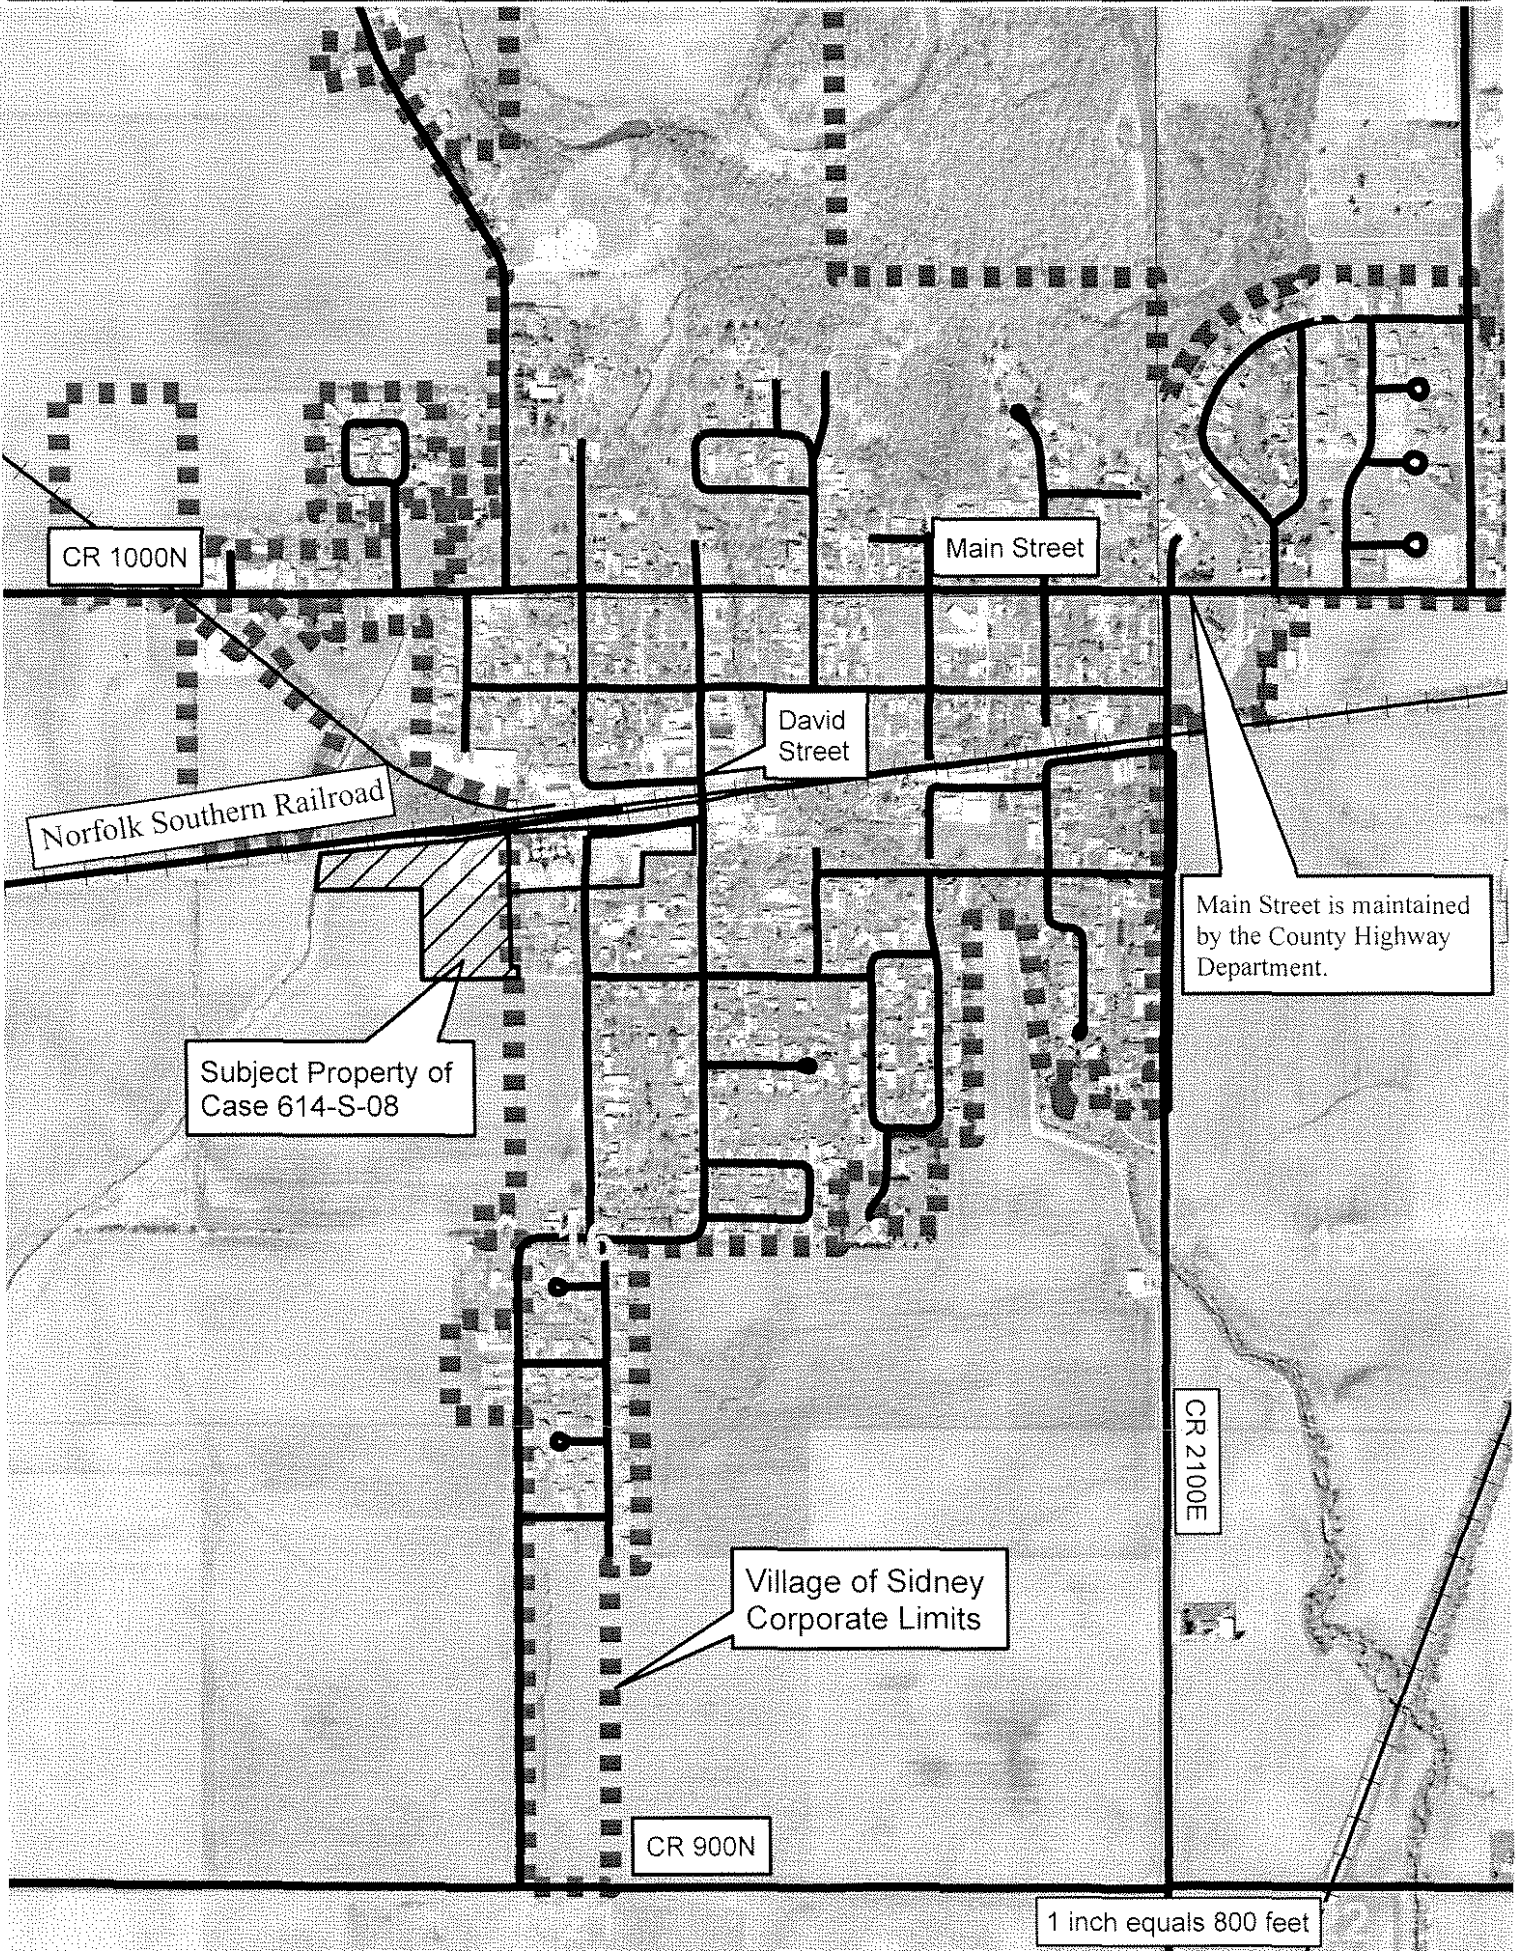 CR 1000N
Main Street
David
Street
Norfolk Southern Railroad
Main Street is maintained
by the County Highway
Department.
Subject Property of
Case 614-S-08
CR 2100E
Village of Sidney
Corporate Limits
CR 900N
1 inch equals 800 feet